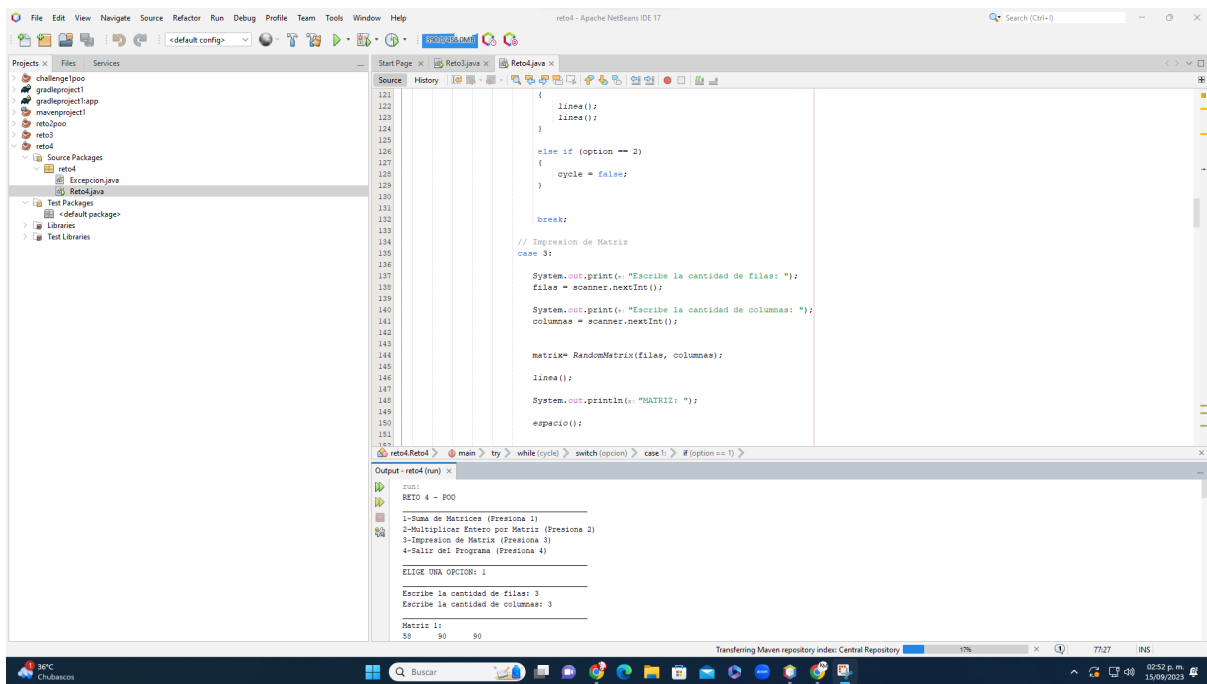 File Edit View Navigate Source Refactor Run Debug Profile Team Tools Window Help
reto4 - Apache NetBeans IDE 17
Search (Ctrl+I)
<default config>
Projects
Files
Services
challenge1poo
gradleproject1
gradleproject1:app
mavenproject1
reto2poo
reto3
reto4
Source Packages
reto4
Excepcion.java
Reto4.java
Test Packages
<default package>
Libraries
Test Libraries
Start Page
Reto3.java
Reto4.java
Source
History
121 {
122 linea();
123 linea();
124 }
125
126 else if (option == 2)
127 {
128 cycle = false;
129 }
130
131
132 break;
133
134 // Impresion de Matriz
135 case 3:
136
137 System.out.print(s: "Escribe la cantidad de filas: ");
138 filas = scanner.nextInt();
139
140 System.out.print(s: "Escribe la cantidad de columnas: ");
141 columnas = scanner.nextInt();
142
143
144 matrix= RandomMatrix(filas, columnas);
145
146 linea();
147
148 System.out.println(x: "MATRIZ: ");
149
150 espacio();
151
152
reto4.Reto4 > main > try > while (cycle) > switch (opcion) > case 1: > if (option == 1) >
Output - reto4 (run)
run:
RETO 4 - POO
1-Suma de Matrices (Presiona 1)
2-Multiplicar Entero por Matriz (Presiona 2)
3-Impresion de Matrix (Presiona 3)
4-Salir del Programa (Presiona 4)
ELIGE UNA OPCION: 1
Escribe la cantidad de filas: 3
Escribe la cantidad de columnas: 3
Matriz 1:
58 90 90
Transferring Maven repository index: Central Repository
17%
1
77:27
INS
1
36°C
Chubascos
Buscar
zoom
02:52 p. m.
15/09/2023